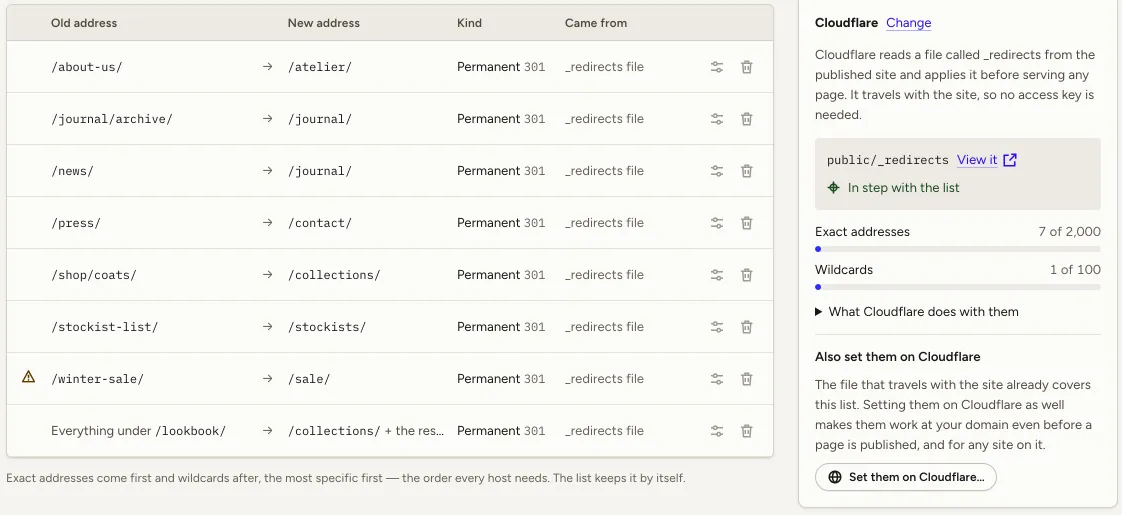 Old address New address Kind Came from
/about-us/ → /atelier/ Permanent 301 _redirects file
/journal/archive/ → /journal/ Permanent 301 _redirects file
/news/ → /journal/ Permanent 301 _redirects file
/press/ → /contact/ Permanent 301 _redirects file
/shop/coats/ → /collections/ Permanent 301 _redirects file
/stockist-list/ → /stockists/ Permanent 301 _redirects file
/winter-sale/ → /sale/ Permanent 301 _redirects file
Everything under /lookbook/ → /collections/ + the res... Permanent 301 _redirects file
Exact addresses come first and wildcards after, the most specific first — the order every host needs. The list keeps it by itself.
Cloudflare Change
Cloudflare reads a file called _redirects from the
published site and applies it before serving any
page. It travels with the site, so no access key is
needed.
public/_redirects View it
In step with the list
Exact addresses 7 of 2,000
Wildcards 1 of 100
What Cloudflare does with them
Also set them on Cloudflare
The file that travels with the site already covers
this list. Setting them on Cloudflare as well
makes them work at your domain even before a
page is published, and for any site on it.
Set them on Cloudflare...